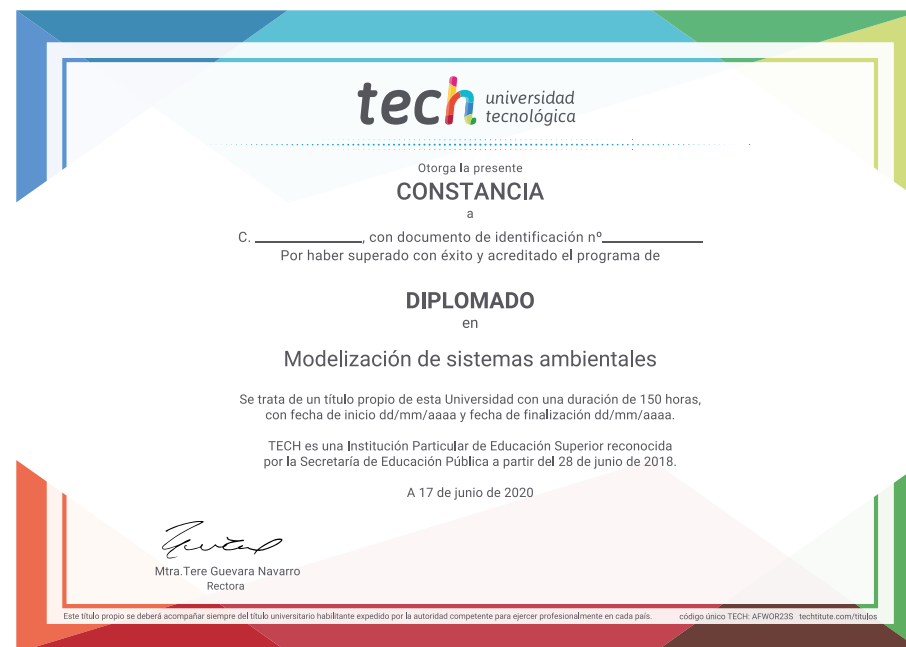 tech universidad
tecnológica
Otorga la presente
CONSTANCIA
a
C. ____________, con documento de identificación nº____________
Por haber superado con éxito y acreditado el programa de
DIPLOMADO
en
Modelización de sistemas ambientales
Se trata de un título propio de esta Universidad con una duración de 150 horas,
con fecha de inicio dd/mm/aaaa y fecha de finalización dd/mm/aaaa.
TECH es una Institución Particular de Educación Superior reconocida
por la Secretaría de Educación Pública a partir del 28 de junio de 2018.
A 17 de junio de 2020
Mtra.Tere Guevara Navarro
Rectora
Este título propio se deberá acompañar siempre del título universitario habilitante expedido por la autoridad competente para ejercer profesionalmente en cada país. código único TECH: AFWOR23S techtitute.com/titulos